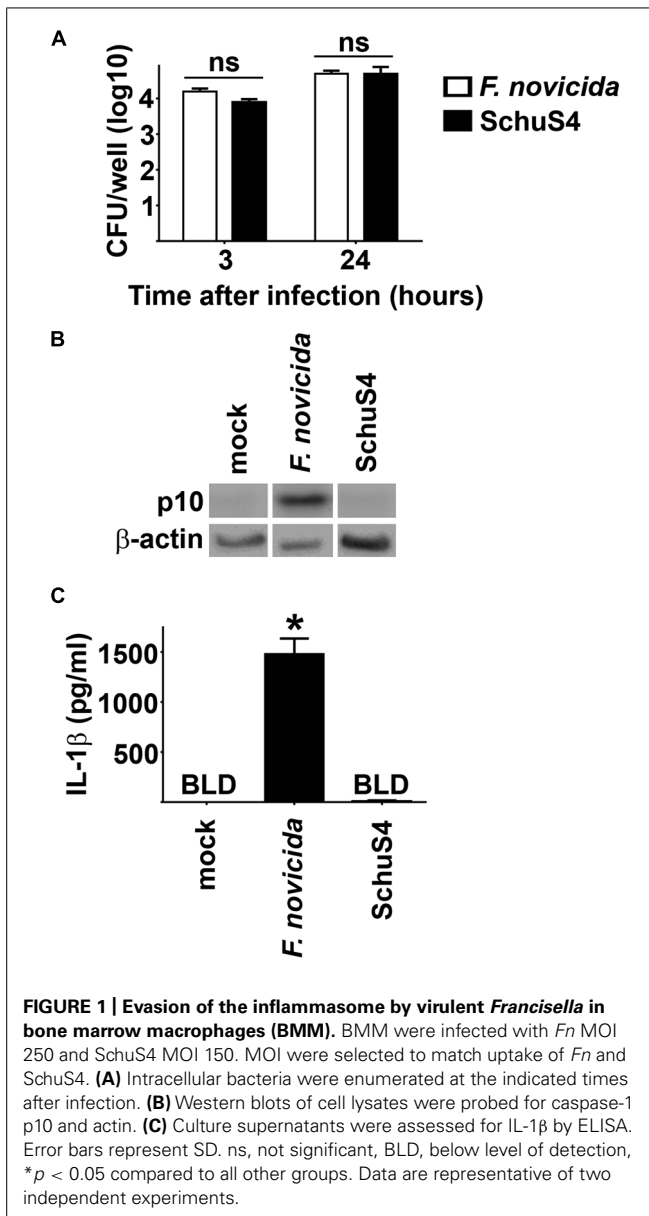 A
ns
ns
F. novicida
SchuS4
CFU/well (log10)
4
3
2
1
3
24
Time after infection (hours)
B
mock
F. novicida
SchuS4
p10
β-actin
C
IL-1β (pg/ml)
1500
1000
500
BLD
*
BLD
mock
F. novicida
SchuS4
FIGURE 1 | Evasion of the inflammasome by virulent Francisella in
bone marrow macrophages (BMM). BMM were infected with Fn MOI
250 and SchuS4 MOI 150. MOI were selected to match uptake of Fn and
SchuS4. (A) Intracellular bacteria were enumerated at the indicated times
after infection. (B) Western blots of cell lysates were probed for caspase-1
p10 and actin. (C) Culture supernatants were assessed for IL-1β by ELISA.
Error bars represent SD. ns, not significant, BLD, below level of detection,
*p < 0.05 compared to all other groups. Data are representative of two
independent experiments.